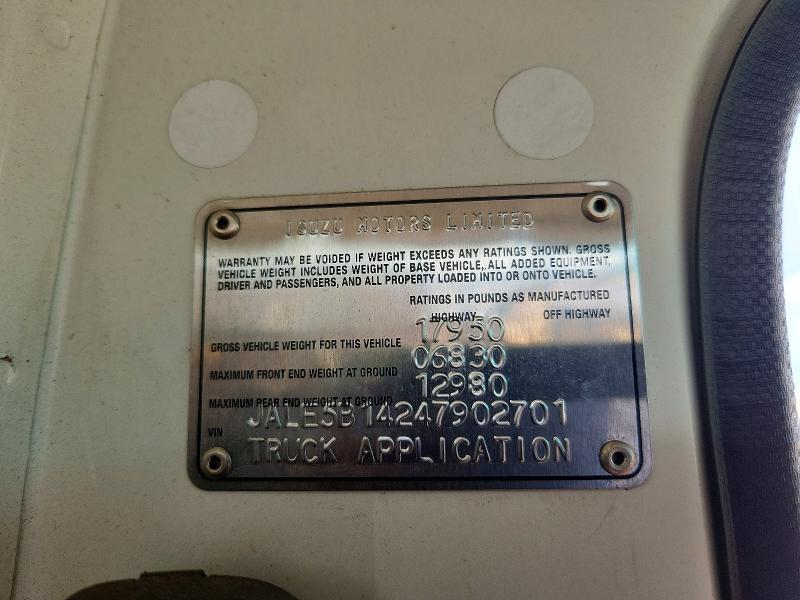 ISUZU MOTORS LIMITED
WARRANTY MAY BE VOIDED IF WEIGHT EXCEEDS ANY RATINGS SHOWN. GROSS
VEHICLE WEIGHT INCLUDES WEIGHT OF BASE VEHICLE, ALL ADDED EQUIPMENT,
DRIVER AND PASSENGERS, AND ALL PROPERTY LOADED INTO OR ONTO VEHICLE.
RATINGS IN POUNDS AS MANUFACTURED
HIGHWAY OFF HIGHWAY
GROSS VEHICLE WEIGHT FOR THIS VEHICLE 17950
MAXIMUM FRONT END WEIGHT AT GROUND 06830
MAXIMUM REAR END WEIGHT AT GROUND 12980
VIN JALE5B14247902701
TRUCK APPLICATION